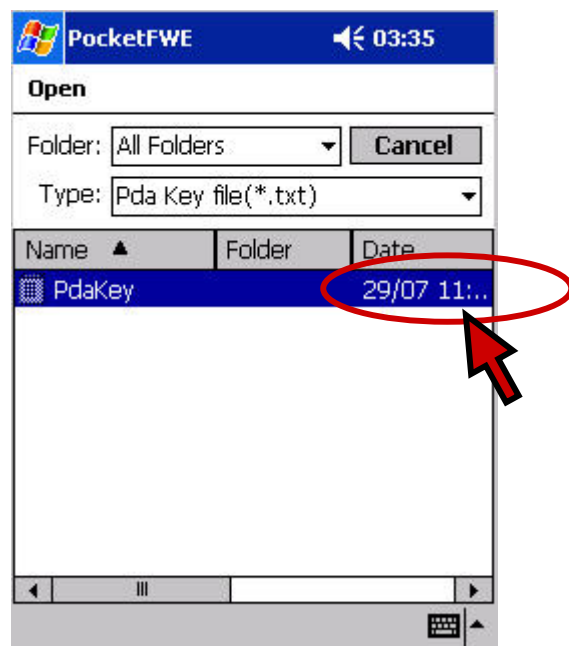 PocketFWE 03:35
Open
Folder: All Folders Cancel
Type: Pda Key file(*.txt)
Name Folder Date
PdaKey 29/07 11:..